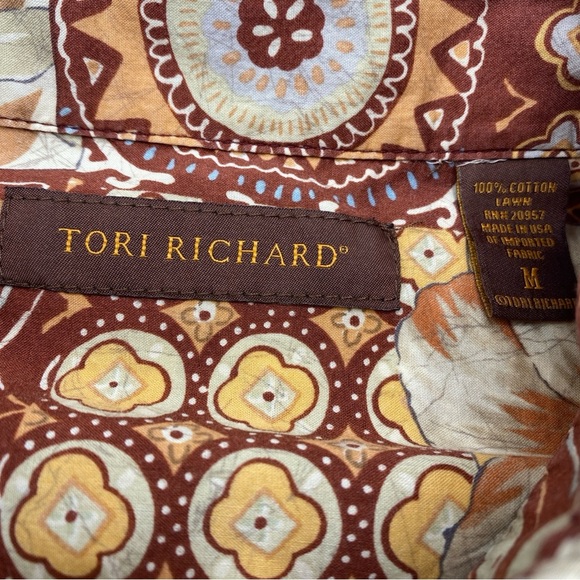 TORI RICHARD®
100% COTTON
LAWN
RN# 20957
MADE IN USA
OF IMPORTED
FABRIC
M
©TORI RICHARD